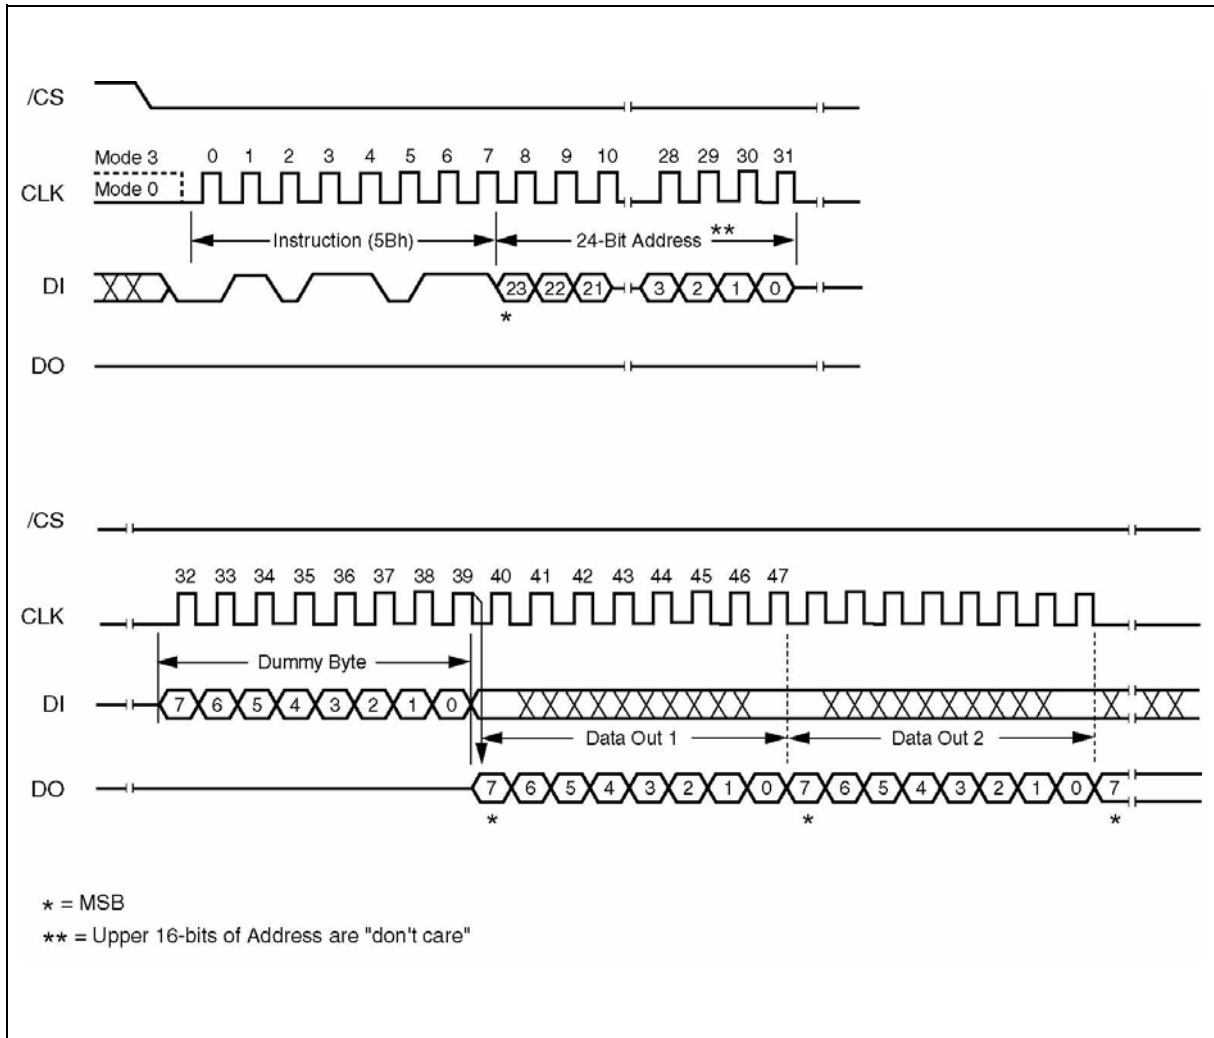 /CS
Mode 3 0 1 2 3 4 5 6 7 8 9 10 28 29 30 31
CLK Mode 0
Instruction (5Bh) 24-Bit Address **
DI 23 22 21 3 2 1 0
*
DO
/CS
32 33 34 35 36 37 38 39 40 41 42 43 44 45 46 47
CLK
Dummy Byte
DI 7 6 5 4 3 2 1 0
Data Out 1 Data Out 2
DO 7 6 5 4 3 2 1 0 7 6 5 4 3 2 1 0 7
* * *
* = MSB
** = Upper 16-bits of Address are "don't care"